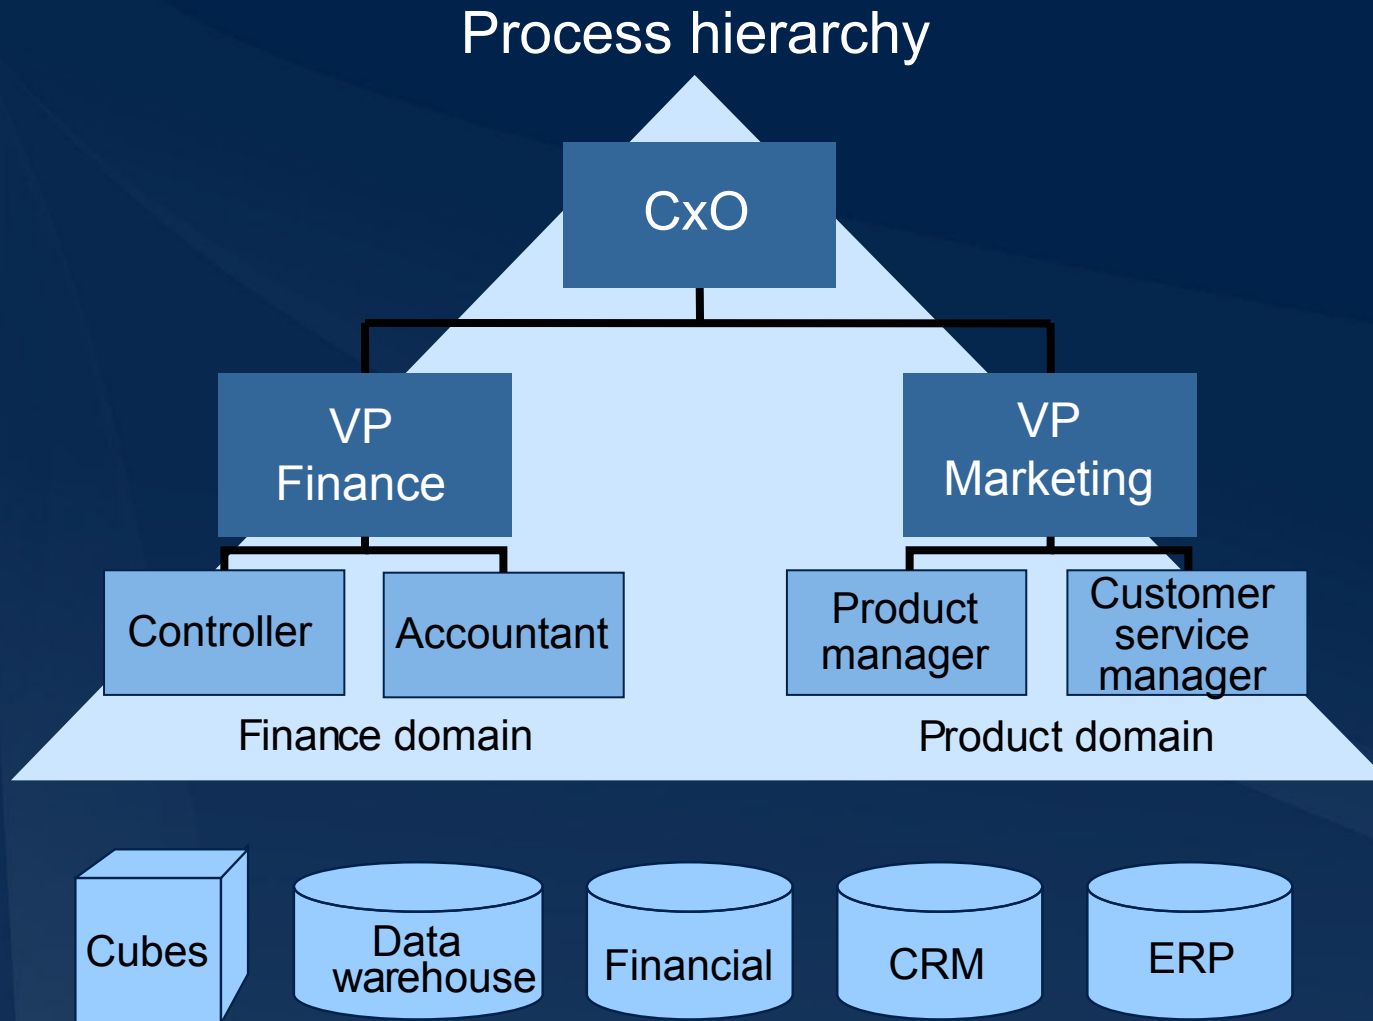 Process hierarchy
CxO
VP
Finance
VP
Marketing
Controller
Accountant
Product
manager
Customer
service
manager
Finance domain
Product domain
Cubes
Data
warehouse
Financial
CRM
ERP